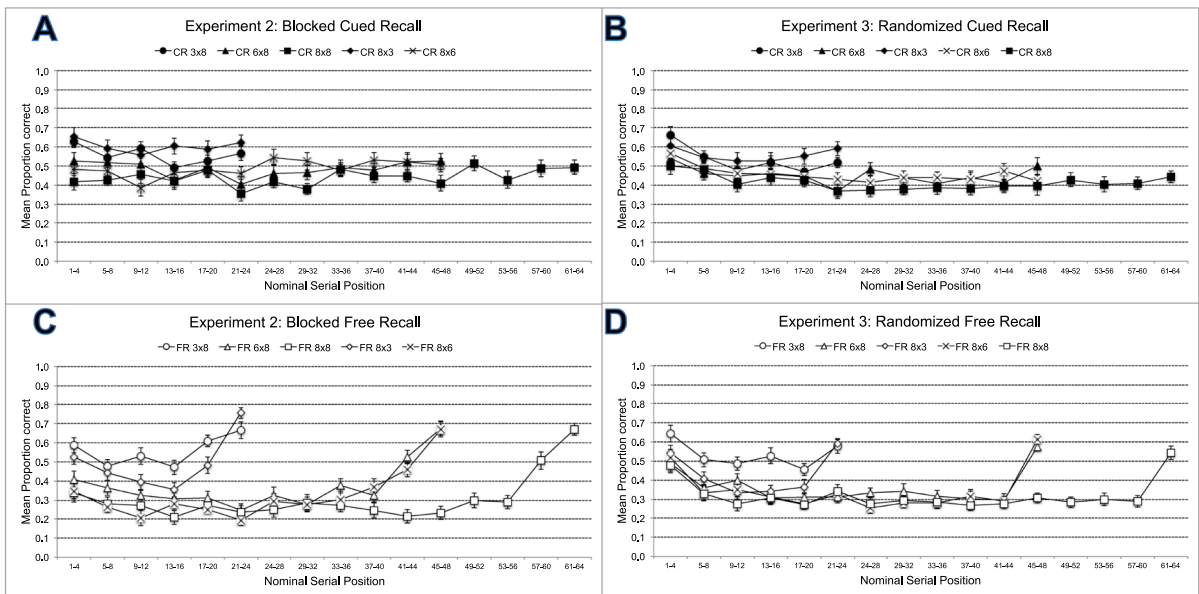 A
Experiment 2: Blocked Cued Recall
CR 3x8 CR 6x8 CR 8x8 CR 8x3 CR 8x6
Mean Proportion correct
1.0
0.9
0.8
0.7
0.6
0.5
0.4
0.3
0.2
0.1
0.0
1-4 5-8 9-12 13-16 17-20 21-24 24-28 29-32 33-36 37-40 41-44 45-48 49-52 53-56 57-60 61-64
Nominal Serial Position
B
Experiment 3: Randomized Cued Recall
CR 3x8 CR 6x8 CR 8x3 CR 8x6 CR 8x8
Mean Proportion Correct
1.0
0.9
0.8
0.7
0.6
0.5
0.4
0.3
0.2
0.1
0.0
1-4 5-8 9-12 13-16 17-20 21-24 24-28 29-32 33-36 37-40 41-44 45-48 49-52 53-56 57-60 61-64
Nominal Serial Position
C
Experiment 2: Blocked Free Recall
FR 3x8 FR 6x8 FR 8x8 FR 8x3 FR 8x6
Mean Proportion correct
1.0
0.9
0.8
0.7
0.6
0.5
0.4
0.3
0.2
0.1
0.0
1-4 5-8 9-12 13-16 17-20 21-24 24-28 29-32 33-36 37-40 41-44 45-48 49-52 53-56 57-60 61-64
Nominal Serial Position
D
Experiment 3: Randomized Free Recall
FR 3x8 FR 6x8 FR 8x3 FR 8x6 FR 8x8
Mean Proportion correct
1.0
0.9
0.8
0.7
0.6
0.5
0.4
0.3
0.2
0.1
0.0
1-4 5-8 9-12 13-16 17-20 21-24 24-28 29-32 33-36 37-40 41-44 45-48 49-52 53-56 57-60 61-64
Nominal Serial Position